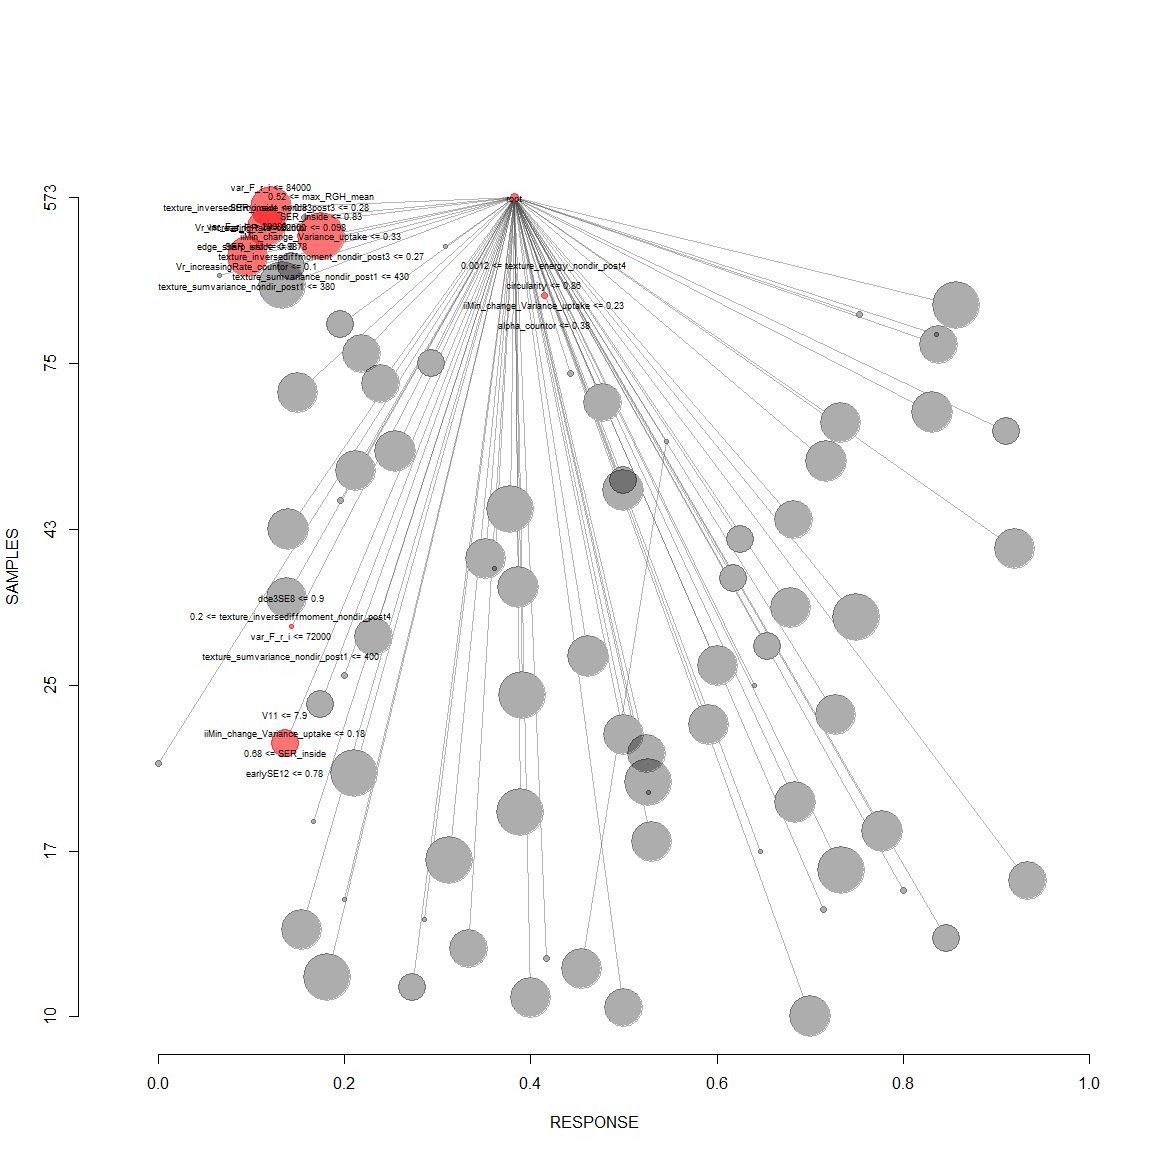 573
var_F_r_i <= 84000
0.52 <= max_RGH_mean
SER_inside <= 0.83
iiMin_change_Variance_uptake <= 0.33
texture_inversediffmoment_nondir_post3 <= 0.27
Vr_increasingRate_countor <= 0.1
texture_sumvariance_nondir_post1 <= 430
texture_sumvariance_nondir_post1 <= 380
root
0.0012 <= texture_energy_nondir_post4
circularity <= 0.86
iiMin_change_Variance_uptake <= 0.23
alpha_countor <= 0.38
75
43
dce3SE8 <= 0.9
0.2 <= texture_inversediffmoment_nondir_post4
var_F_r_i <= 72000
texture_sumvariance_nondir_post1 <= 400
25
V11 <= 7.9
iiMin_change_Variance_uptake <= 0.18
0.68 <= SER_inside
earlySE12 <= 0.78
17
10
SAMPLES
0.0 0.2 0.4 0.6 0.8 1.0
RESPONSE